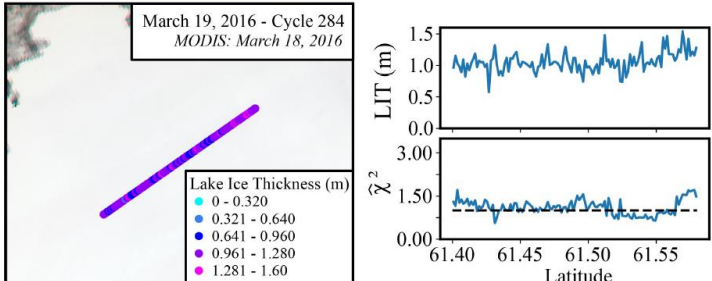 March 19, 2016 - Cycle 284
MODIS: March 18, 2016
Lake Ice Thickness (m)
0 - 0.320
0.321 - 0.640
0.641 - 0.960
0.961 - 1.280
1.281 - 1.60
LIT (m)
1.5
1.0
0.5
0.0
χ̂ ²
3.00
1.50
0.00
61.40 61.45 61.50 61.55
Latitude